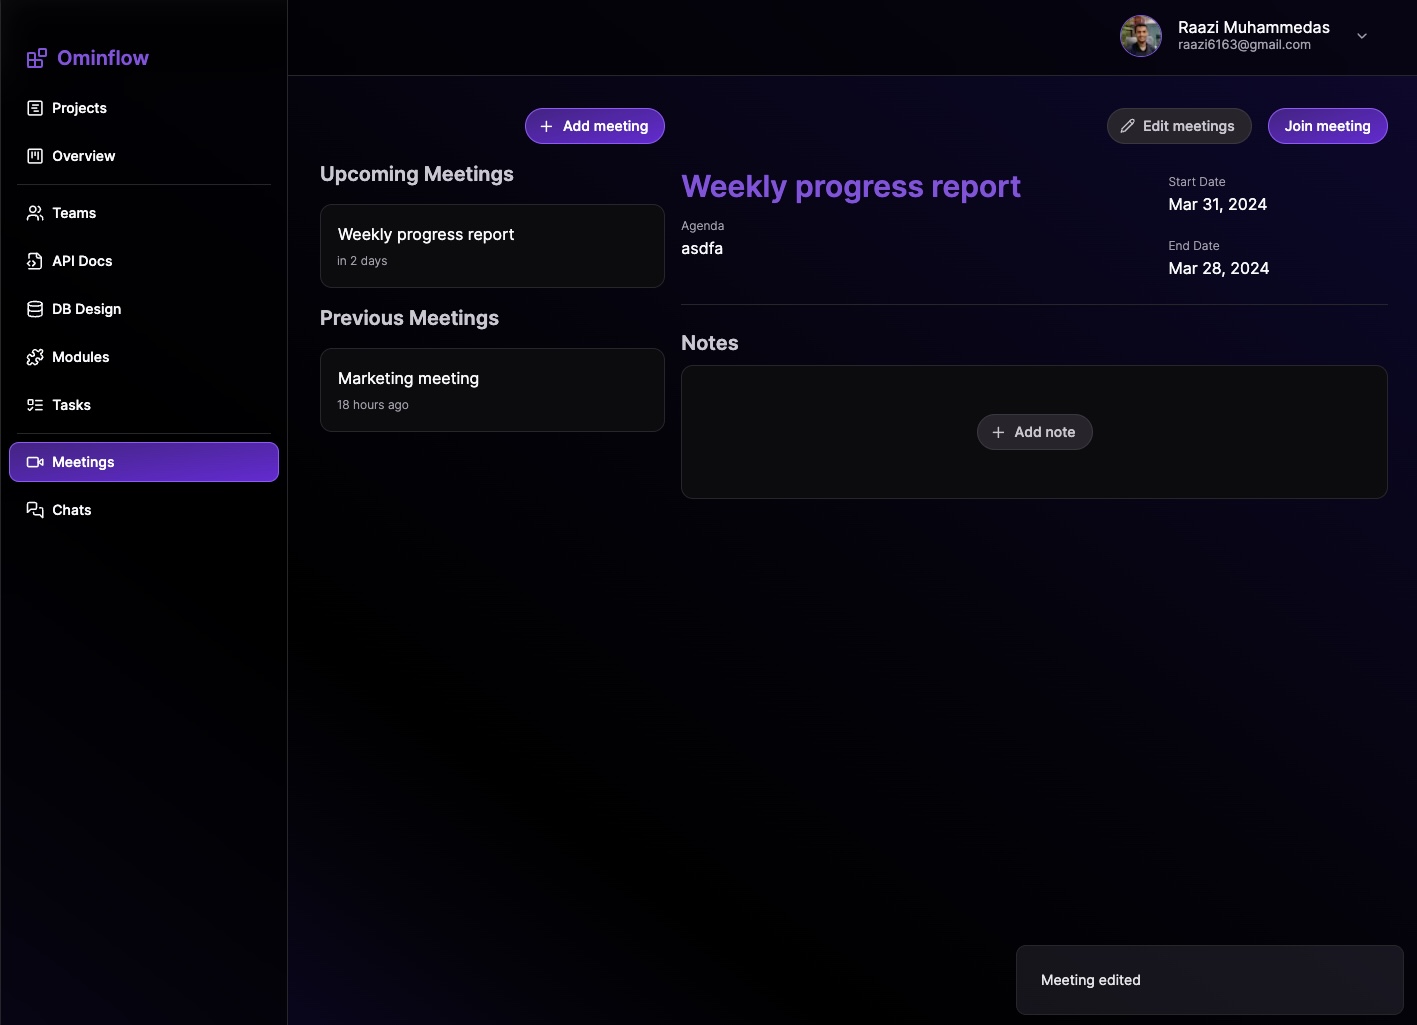 Ominflow
Projects
Overview
Teams
API Docs
DB Design
Modules
Tasks
Meetings
Chats
Raazi Muhammedas
raazi6163@gmail.com
Add meeting
Upcoming Meetings
Weekly progress report
in 2 days
Previous Meetings
Marketing meeting
18 hours ago
Edit meetings
Join meeting
Weekly progress report
Agenda
asdfa
Start Date
Mar 31, 2024
End Date
Mar 28, 2024
Notes
Add note
Meeting edited